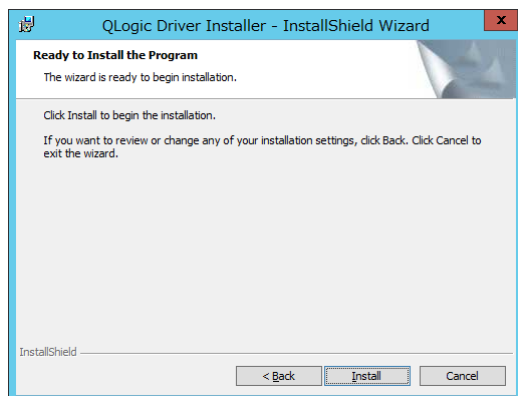 QLogic Driver Installer - InstallShield Wizard
x
Ready to Install the Program
The wizard is ready to begin installation.
Click Install to begin the installation.
If you want to review or change any of your installation settings, click Back. Click Cancel to
exit the wizard.
InstallShield
< Back Install Cancel